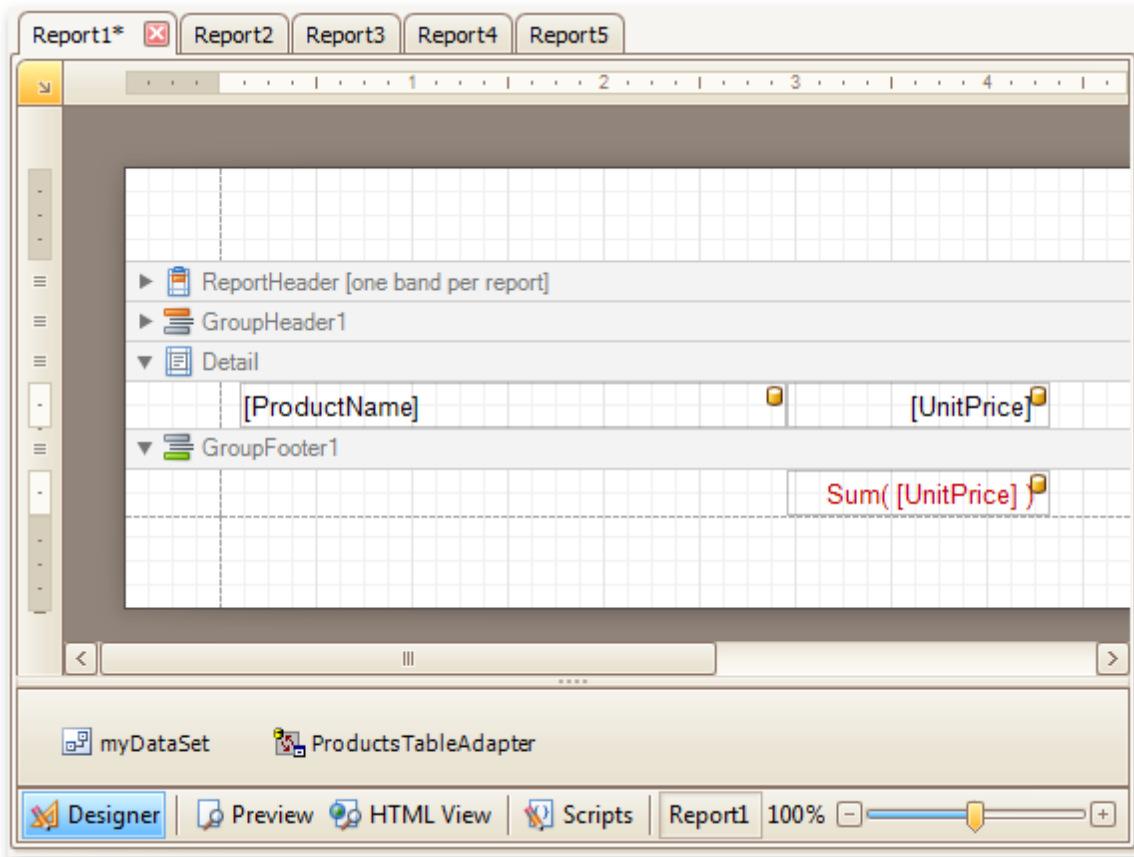 Report1* Report2 Report3 Report4 Report5
1 2 3 4
ReportHeader [one band per report]
GroupHeader1
Detail
[ProductName] [UnitPrice]
GroupFooter1
Sum( [UnitPrice] )
myDataSet ProductsTableAdapter
Designer Preview HTML View Scripts Report1 100%